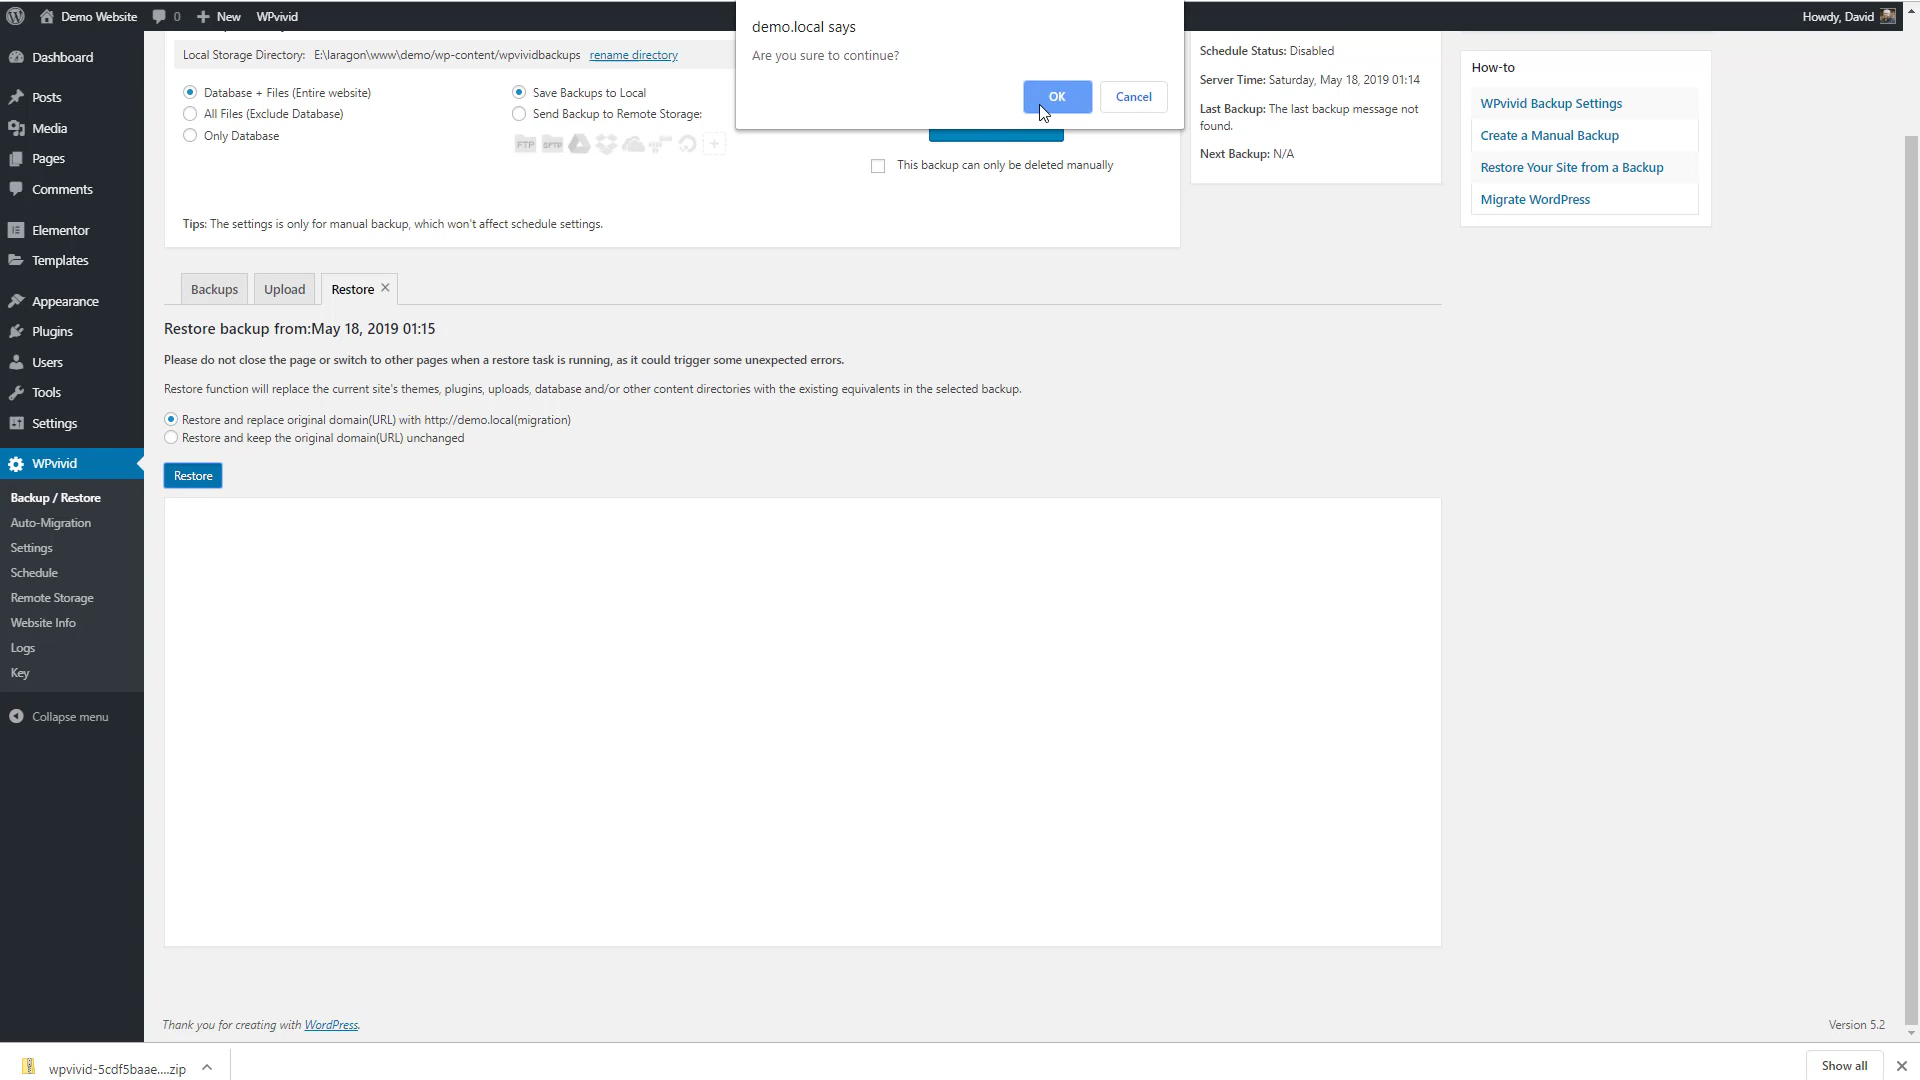 Demo Website
0
New
WPvivid
Howdy, David
demo.local says
Are you sure to continue?
OK
Cancel
Dashboard
Posts
Media
Pages
Comments
Elementor
Templates
Appearance
Plugins
Users
Tools
Settings
WPvivid
Backup / Restore
Auto-Migration
Settings
Schedule
Remote Storage
Website Info
Logs
Key
Collapse menu
Local Storage Directory: E:\laragon\www\demo/wp-content/wpvividbackups rename directory
Database + Files (Entire website)
All Files (Exclude Database)
Only Database
Save Backups to Local
Send Backup to Remote Storage:
FTP
SFTP
This backup can only be deleted manually
Tips: The settings is only for manual backup, which won't affect schedule settings.
Schedule Status: Disabled
Server Time: Saturday, May 18, 2019 01:14
Last Backup: The last backup message not
found.
Next Backup: N/A
How-to
WPvivid Backup Settings
Create a Manual Backup
Restore Your Site from a Backup
Migrate WordPress
Backups
Upload
Restore
Restore backup from:May 18, 2019 01:15
Please do not close the page or switch to other pages when a restore task is running, as it could trigger some unexpected errors.
Restore function will replace the current site's themes, plugins, uploads, database and/or other content directories with the existing equivalents in the selected backup.
Restore and replace original domain(URL) with http://demo.local(migration)
Restore and keep the original domain(URL) unchanged
Restore
Thank you for creating with WordPress.
Version 5.2
wpvivid-5cdf5baae....zip
Show all